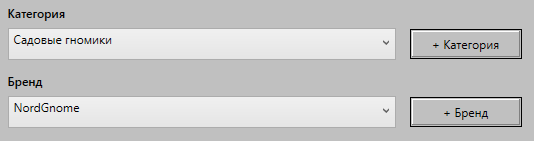 Категория
Садовые гномики
+ Категория
Бренд
NordGnome
+ Бренд